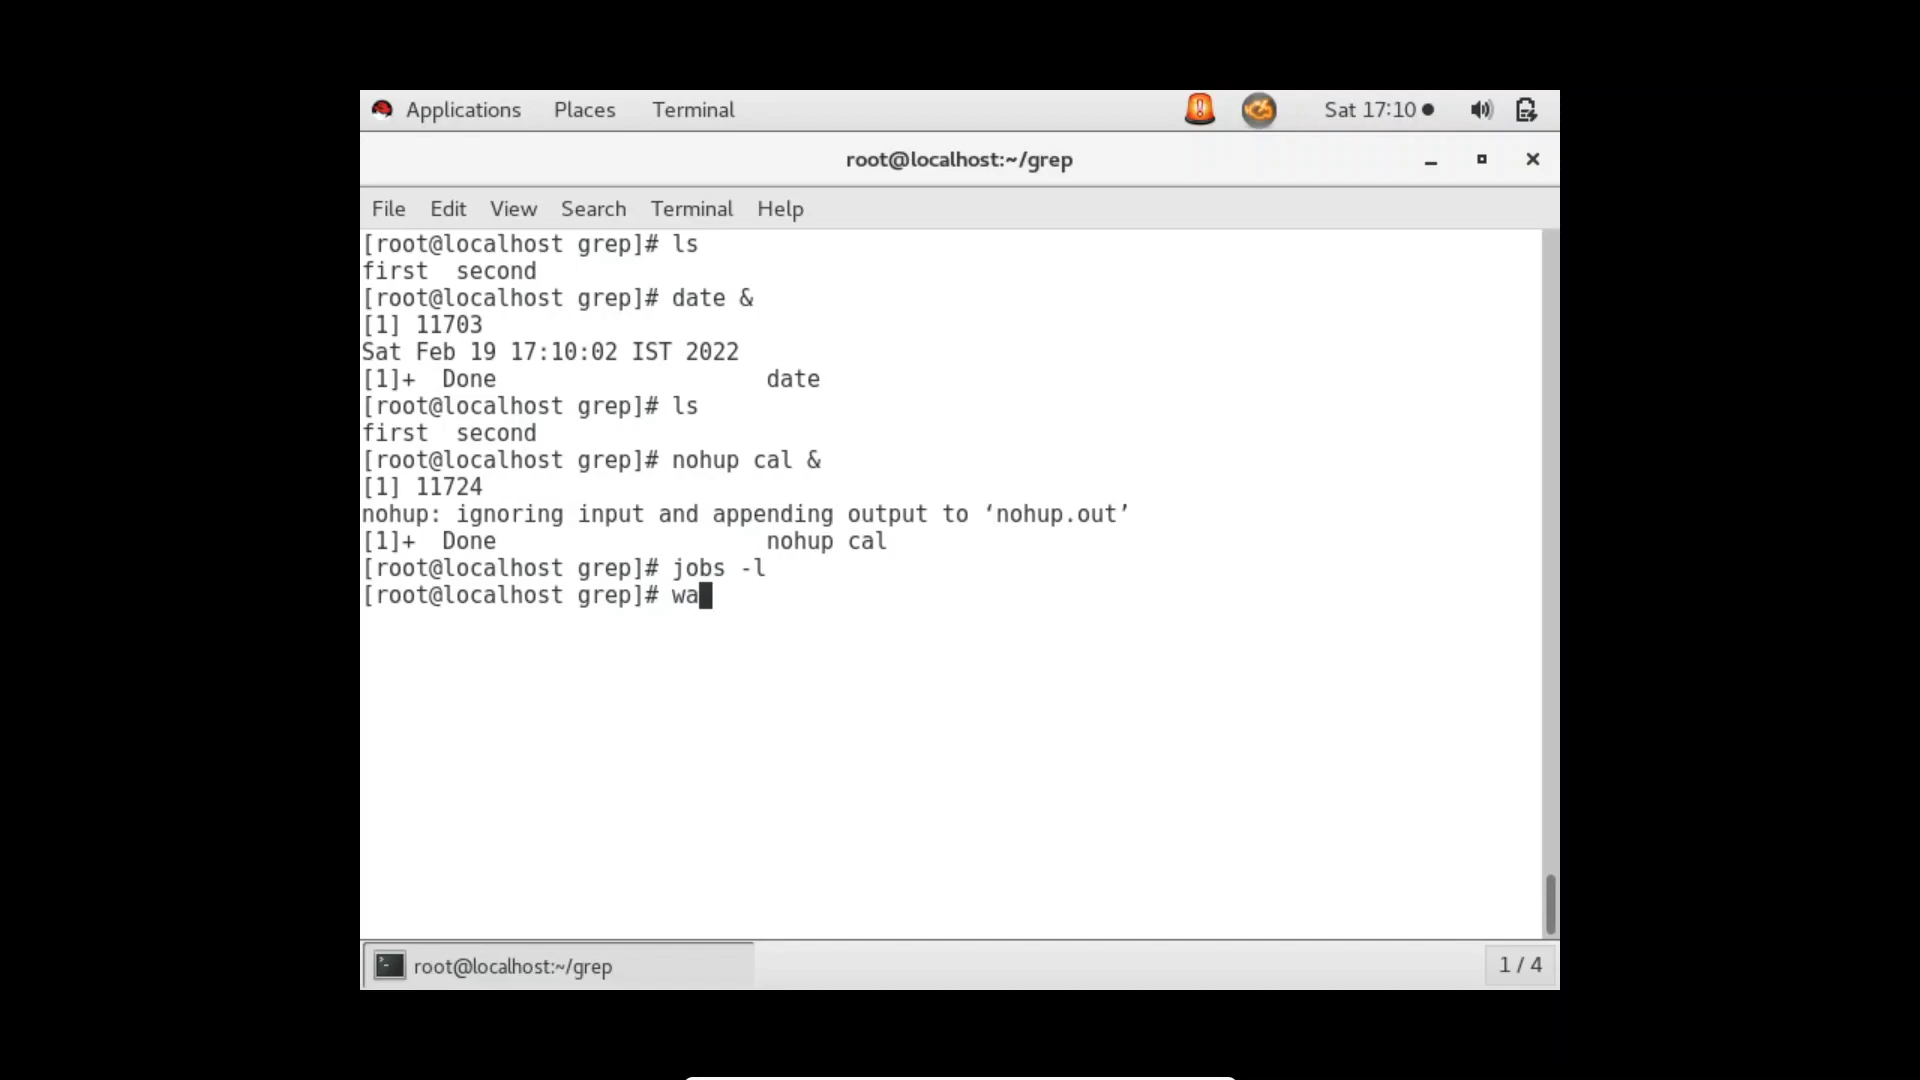 Applications Places Terminal Sat 17:10
root@localhost:~/grep
File Edit View Search Terminal Help
[root@localhost grep]# ls
first  second
[root@localhost grep]# date &
[1] 11703
Sat Feb 19 17:10:02 IST 2022
[1]+  Done                    date
[root@localhost grep]# ls
first  second
[root@localhost grep]# nohup cal &
[1] 11724
nohup: ignoring input and appending output to ‘nohup.out’
[1]+  Done                    nohup cal
[root@localhost grep]# jobs -l
[root@localhost grep]# wa
root@localhost:~/grep 1 / 4